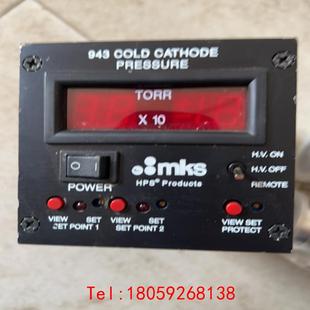 943 COLD CATHODE
PRESSURE
TORR
X 10
mks
HPS® Products
H.V. ON
H.V. OFF
REMOTE
POWER
VIEW SET
SET POINT 1
VIEW SET
SET POINT 2
VIEW SET
PROTECT
Tel:18059268138